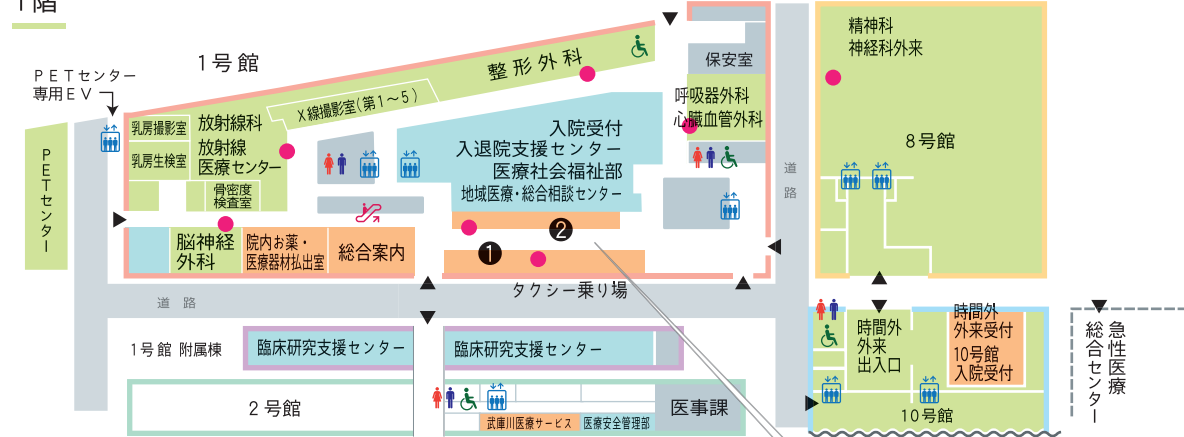 1階
1号館
PETセンター
専用EV
PETセンター
乳房撮影室
乳房生検室
放射線科
放射線
医療センター
骨密度
検査室
X線撮影室(第1～5)
整形外科
保安室
呼吸器外科
心臓血管外科
入院受付
入退院支援センター
医療社会福祉部
地域医療・総合相談センター
脳神経
外科
院内お薬・
医療器材払出室
総合案内
1
2
タクシー乗り場
道路
道路
精神科
神経科外来
8号館
1号館 附属棟
臨床研究支援センター
臨床研究支援センター
2号館
武庫川医療サービス
医療安全管理部
医事課
時間外
外来
出入口
時間外
外来受付
10号館
入院受付
10号館
急性医療
総合センター